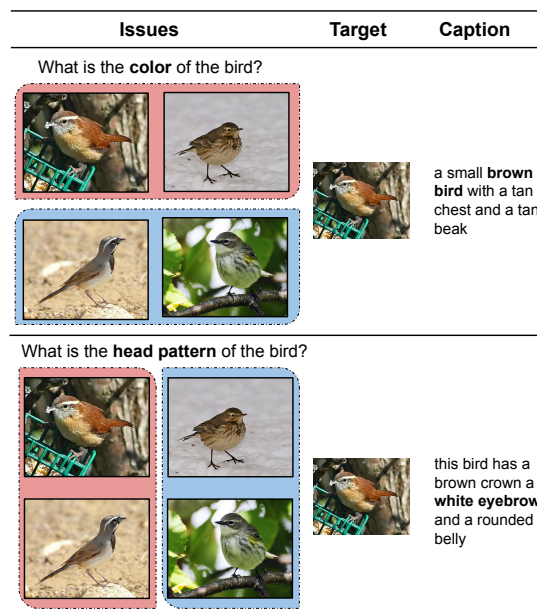 Issues Target Caption
What is the color of the bird?
a small brown
bird with a tan
chest and a tan
beak
What is the head pattern of the bird?
this bird has a
brown crown a
white eyebrow
and a rounded
belly